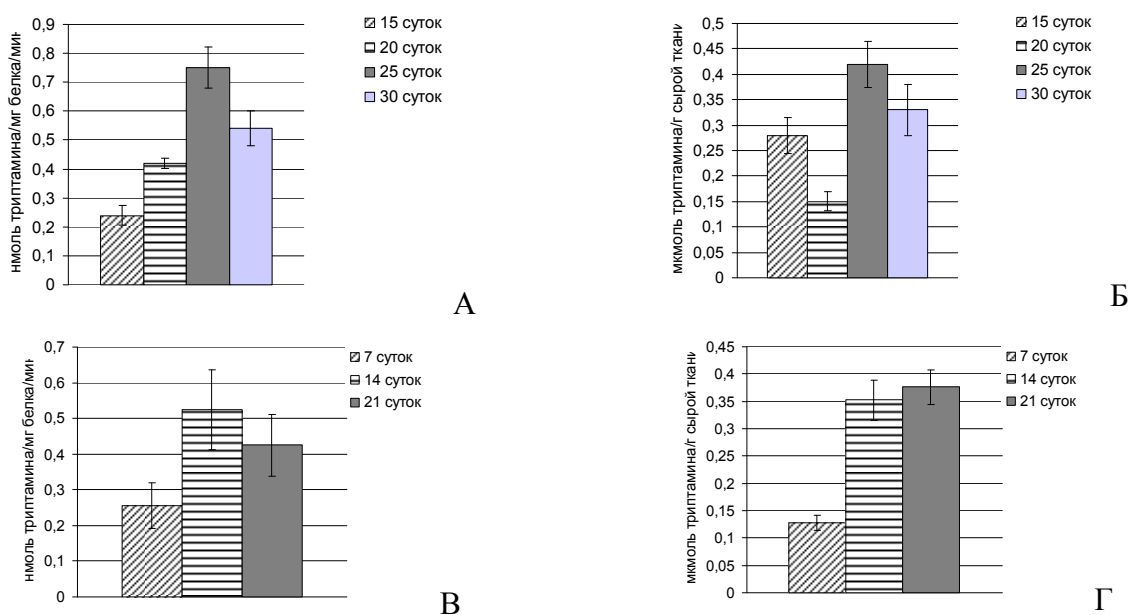 нмоль триптамина/мг белка/мин
0,9
0,8
0,7
0,6
0,5
0,4
0,3
0,2
0,1
0
15 суток
20 суток
25 суток
30 суток
А
мкмоль триптамина/г сырой ткани
0,5
0,45
0,4
0,35
0,3
0,25
0,2
0,15
0,1
0,05
0
15 суток
20 суток
25 суток
30 суток
Б
нмоль триптамина/мг белка/мин
0,7
0,6
0,5
0,4
0,3
0,2
0,1
0
7 суток
14 суток
21 суток
В
мкмоль триптамина/г сырой ткани
0,45
0,4
0,35
0,3
0,25
0,2
0,15
0,1
0,05
0
7 суток
14 суток
21 суток
Г